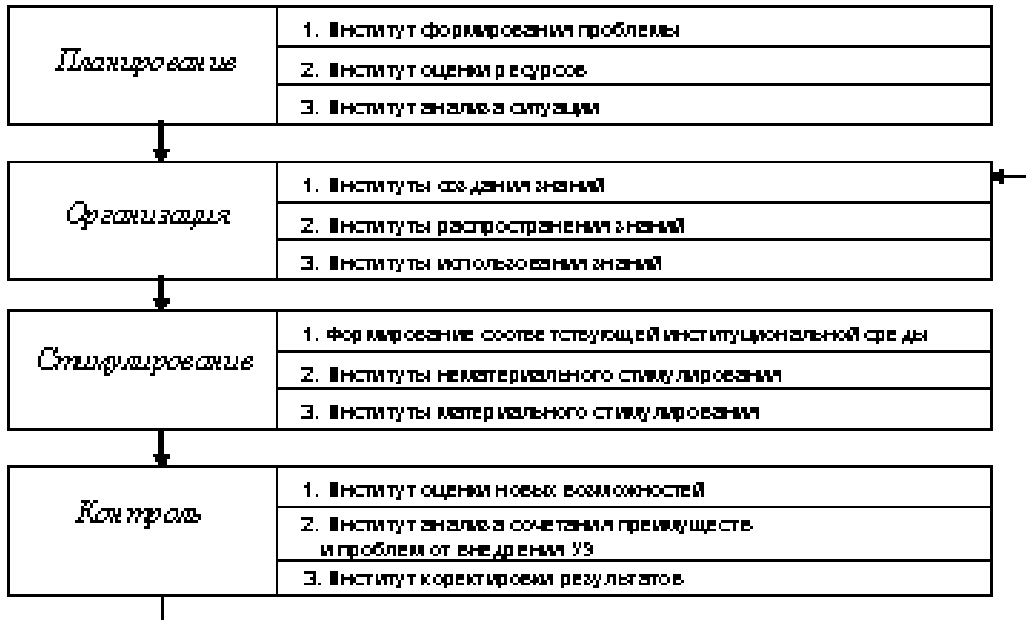 Планирование
1. Институт формирования проблемы
2. Институт оценки ресурсов
3. Институт анализа ситуации
Организация
1. Институты создания знаний
2. Институты распространения знаний
3. Институты использования знаний
Стимулирование
1. Формирование соответствующей институциональной среды
2. Институты нематериального стимулирования
3. Институты материального стимулирования
Контроль
1. Институт оценки новых возможностей
2. Институт анализа сочетания преимуществ
и проблем от внедрения УЗ
3. Институт коректировки результатов